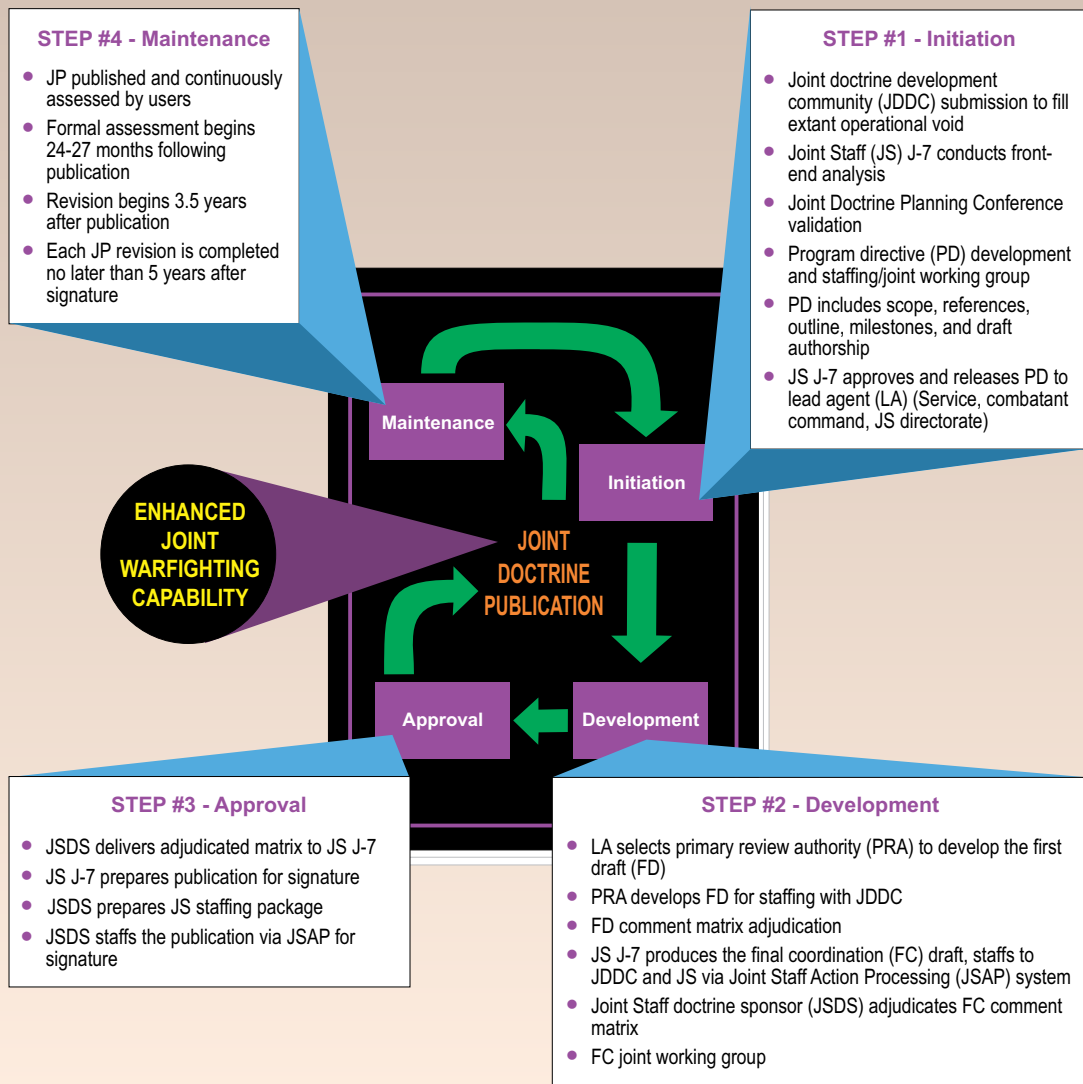 STEP #4 - Maintenance
• JP published and continuously
assessed by users
• Formal assessment begins
24-27 months following
publication
• Revision begins 3.5 years
after publication
• Each JP revision is completed
no later than 5 years after
signature
STEP #1 - Initiation
• Joint doctrine development
community (JDDC) submission to fill
extant operational void
• Joint Staff (JS) J-7 conducts front-
end analysis
• Joint Doctrine Planning Conference
validation
• Program directive (PD) development
and staffing/joint working group
• PD includes scope, references,
outline, milestones, and draft
authorship
• JS J-7 approves and releases PD to
lead agent (LA) (Service, combatant
command, JS directorate)
Maintenance
Initiation
ENHANCED
JOINT
WARFIGHTING
CAPABILITY
JOINT
DOCTRINE
PUBLICATION
Approval
Development
STEP #3 - Approval
• JSDS delivers adjudicated matrix to JS J-7
• JS J-7 prepares publication for signature
• JSDS prepares JS staffing package
• JSDS staffs the publication via JSAP for
signature
STEP #2 - Development
• LA selects primary review authority (PRA) to develop the first
draft (FD)
• PRA develops FD for staffing with JDDC
• FD comment matrix adjudication
• JS J-7 produces the final coordination (FC) draft, staffs to
JDDC and JS via Joint Staff Action Processing (JSAP) system
• Joint Staff doctrine sponsor (JSDS) adjudicates FC comment
matrix
• FC joint working group